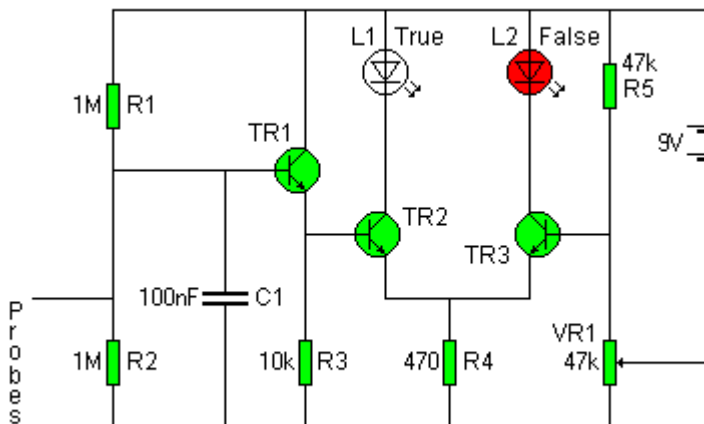 L1 True
L2 False
1M R1
47k
R5
TR1
9V
TR2
TR3
100nF C1
Probes
1M R2
10k R3
470 R4
VR1
47k